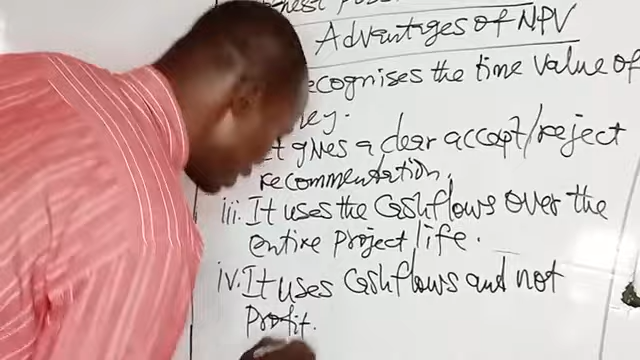 Advantages of NPV
recognises the time value of
gives a clear accept/reject
recommendation.
iii. It uses the Cashflows over the
entire Project life.
iv. It uses Cashflows and not
Profit.